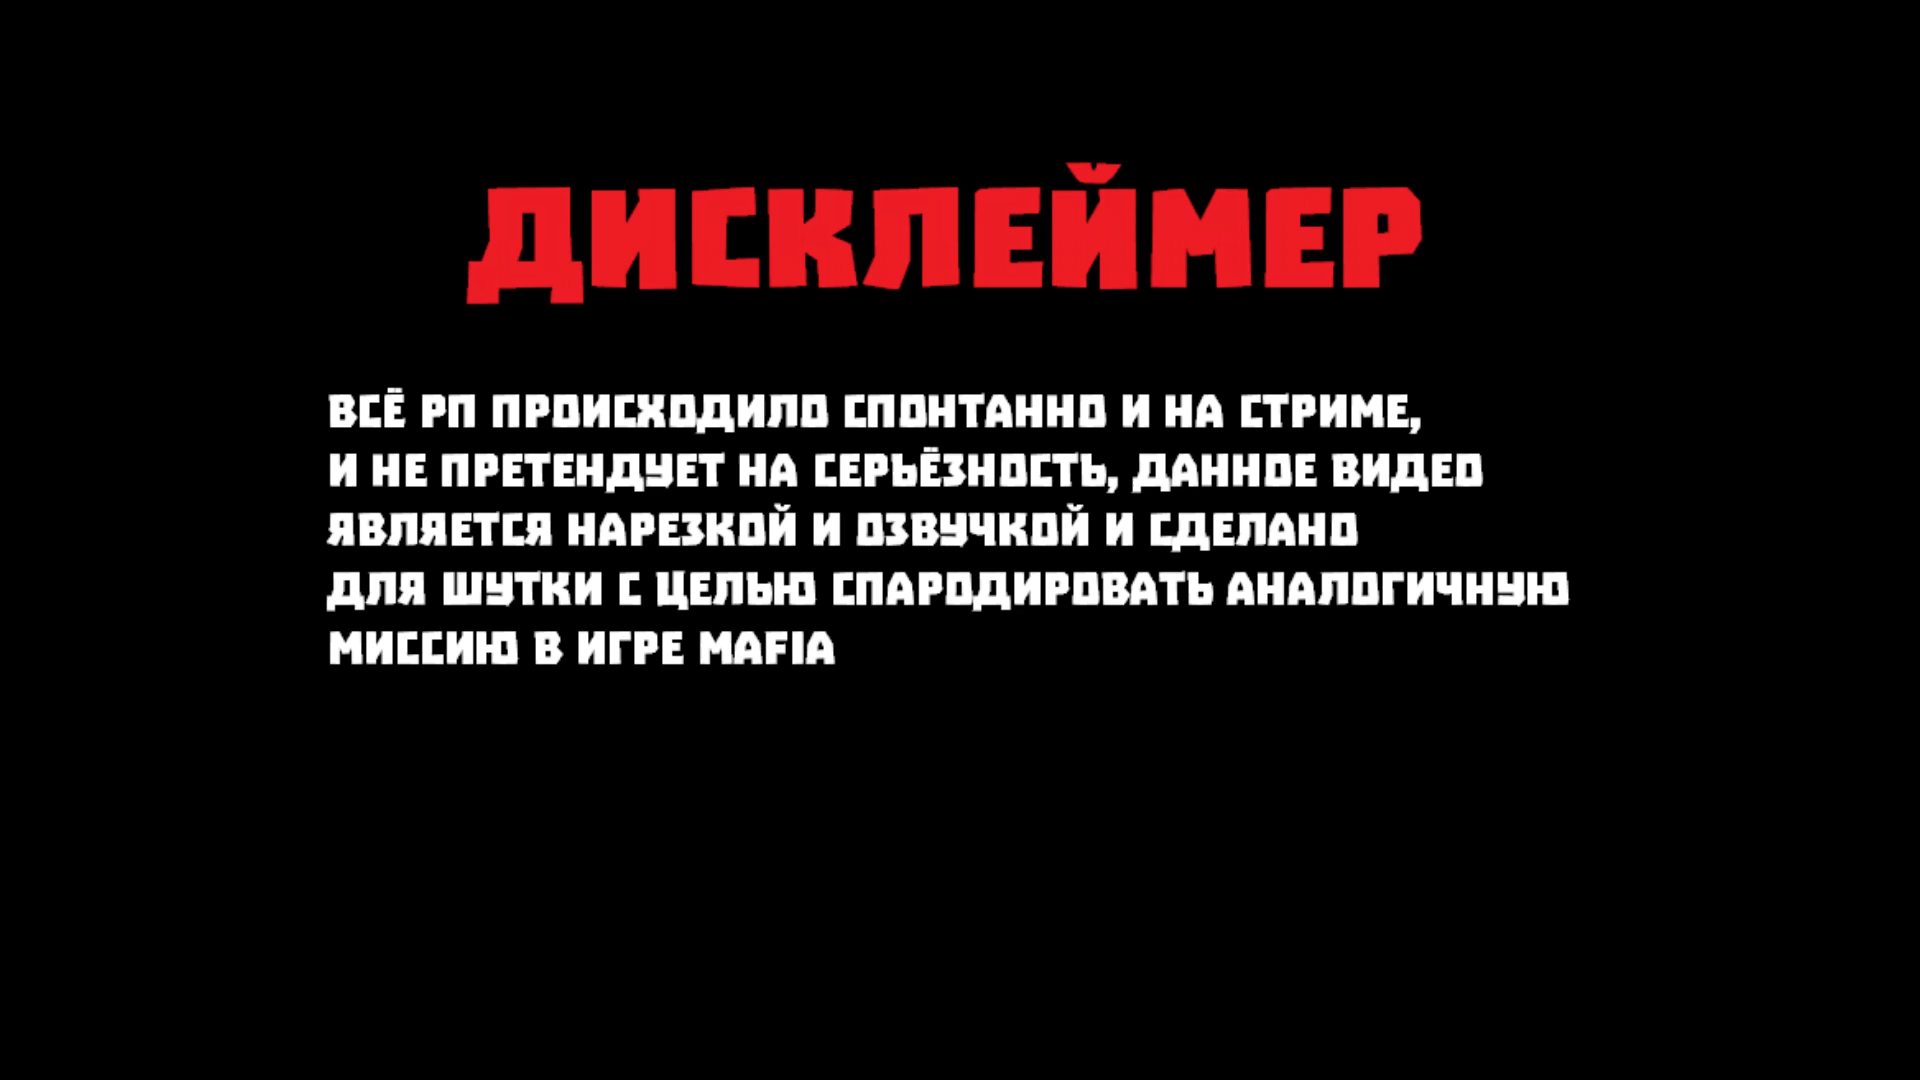 ДИСКЛЕЙМЕР
ВСЁ РП ПРОИСХОДИЛО СПОНТАННО И НА СТРИМЕ,
И НЕ ПРЕТЕНДУЕТ НА СЕРЬЁЗНОСТЬ, ДАННОЕ ВИДЕО
ЯВЛЯЕТСЯ НАРЕЗКОЙ И ОЗВУЧКОЙ И СДЕЛАНО
ДЛЯ ШУТКИ С ЦЕЛЬЮ СПАРОДИРОВАТЬ АНАЛОГИЧНУЮ
МИССИЮ В ИГРЕ MAFIA